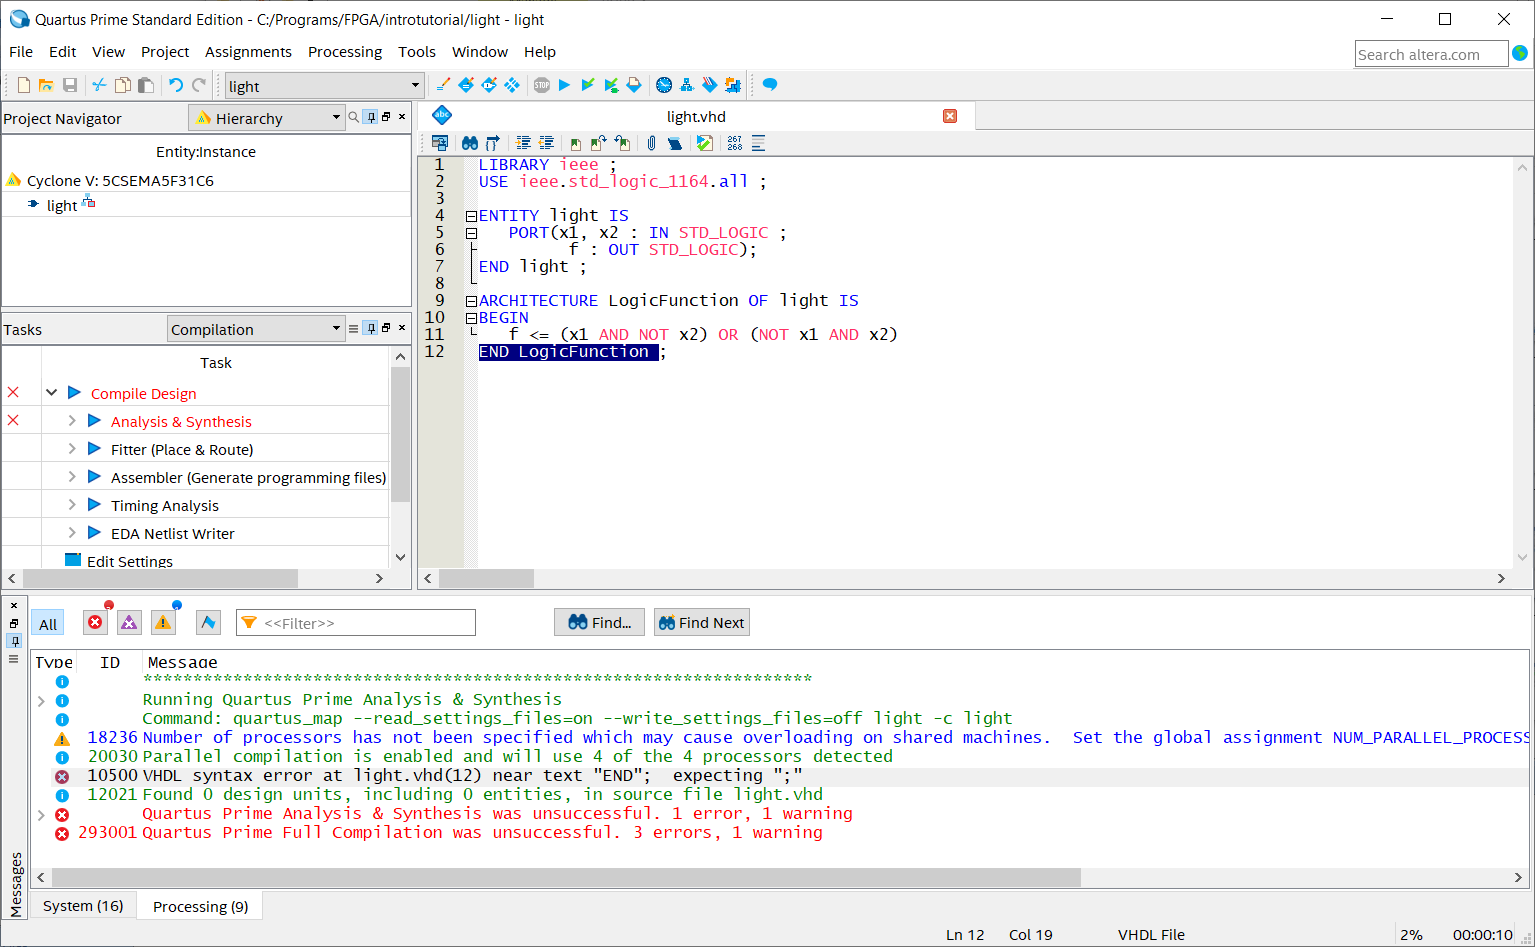 Quartus Prime Standard Edition - C:/Programs/FPGA/introtutorial/light - light
File Edit View Project Assignments Processing Tools Window Help
Search altera.com
light
Project Navigator
Hierarchy
Entity:Instance
Cyclone V: 5CSEMA5F31C6
light
Tasks
Compilation
Task
Compile Design
Analysis & Synthesis
Fitter (Place & Route)
Assembler (Generate programming files)
Timing Analysis
EDA Netlist Writer
Edit Settings
abc
light.vhd
267
268
1 LIBRARY ieee ;
2 USE ieee.std_logic_1164.all ;
3
4 ENTITY light IS
5 PORT(x1, x2 : IN STD_LOGIC ;
6 f : OUT STD_LOGIC);
7 END light ;
8
9 ARCHITECTURE LogicFunction OF light IS
10 BEGIN
11 f <= (x1 AND NOT x2) OR (NOT x1 AND x2)
12 END LogicFunction ;
All
<<Filter>>
Find...
Find Next
Type ID Message
*******************************************************************
Running Quartus Prime Analysis & Synthesis
Command: quartus_map --read_settings_files=on --write_settings_files=off light -c light
18236 Number of processors has not been specified which may cause overloading on shared machines.  Set the global assignment NUM_PARALLEL_PROCESS
20030 Parallel compilation is enabled and will use 4 of the 4 processors detected
10500 VHDL syntax error at light.vhd(12) near text "END";  expecting ";"
12021 Found 0 design units, including 0 entities, in source file light.vhd
Quartus Prime Analysis & Synthesis was unsuccessful. 1 error, 1 warning
293001 Quartus Prime Full Compilation was unsuccessful. 3 errors, 1 warning
Messages
System (16)
Processing (9)
Ln 12 Col 19 VHDL File 2% 00:00:10
STOP